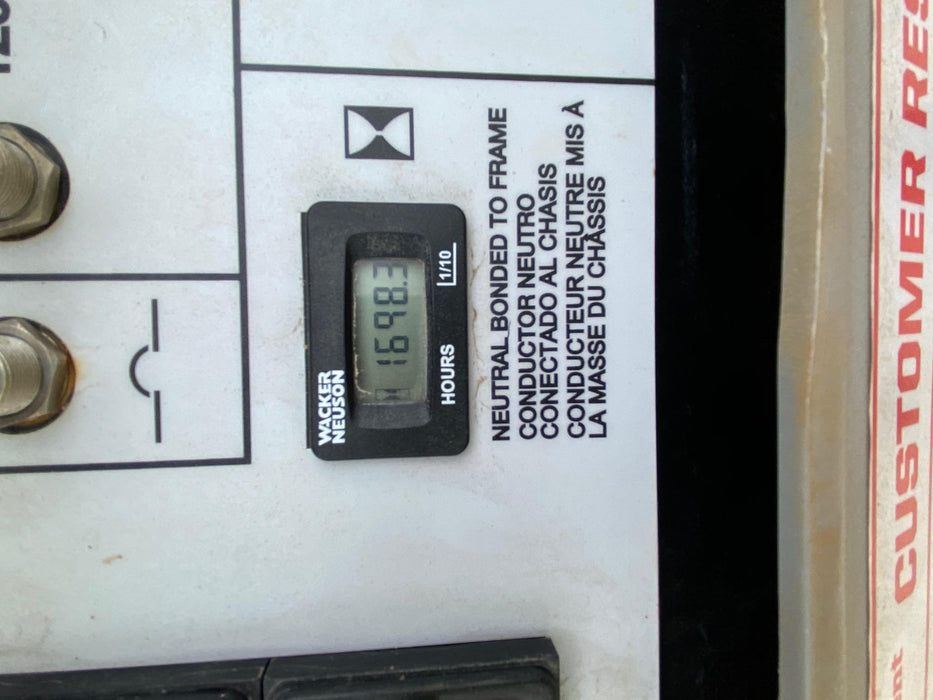 WACKER
NEUSON
1698.3
HOURS 1/10
NEUTRAL BONDED TO FRAME
CONDUCTOR NEUTRO
CONECTADO AL CHASIS
CONDUCTEUR NEUTRE MIS À
LA MASSE DU CHÂSSIS
CUSTOMER